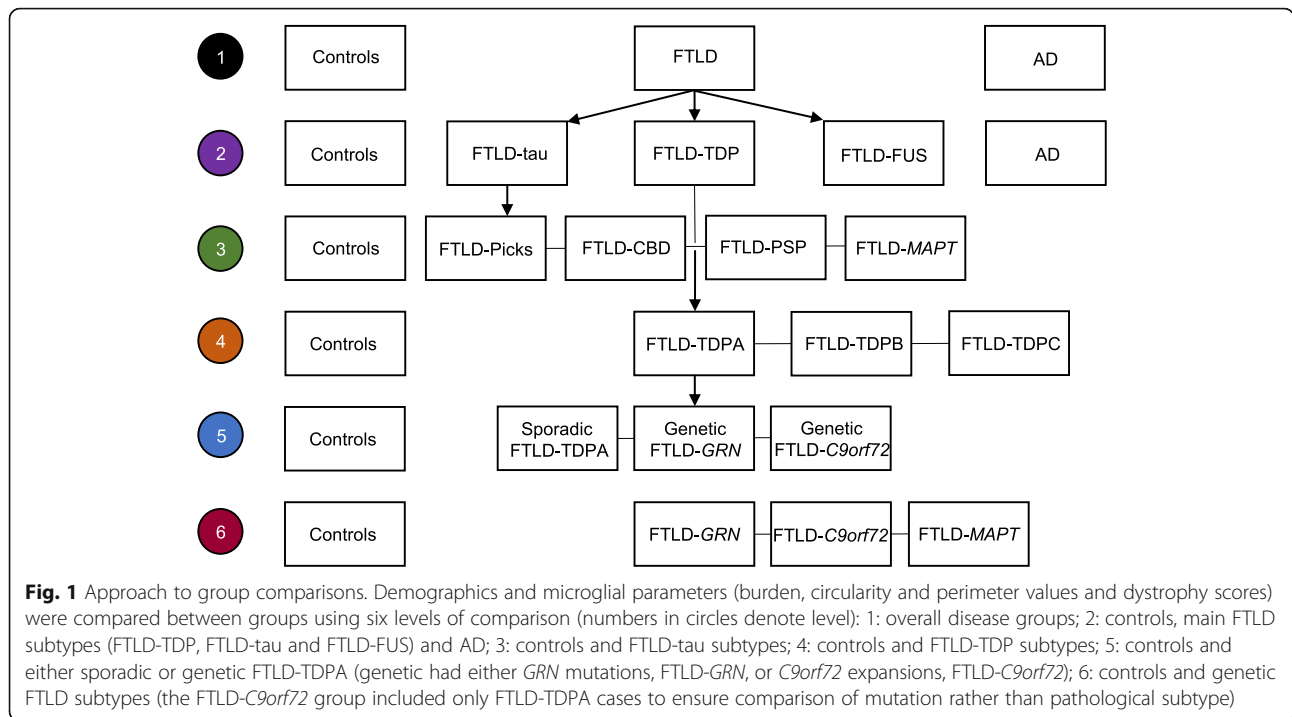 1 Controls FTLD AD
2 Controls FTLD-tau FTLD-TDP FTLD-FUS AD
3 Controls FTLD-Picks FTLD-CBD FTLD-PSP FTLD-MAPT
4 Controls FTLD-TDPA FTLD-TDPB FTLD-TDPC
5 Controls Sporadic FTLD-TDPA Genetic FTLD-GRN Genetic FTLD-C9orf72
6 Controls FTLD-GRN FTLD-C9orf72 FTLD-MAPT
Fig. 1 Approach to group comparisons. Demographics and microglial parameters (burden, circularity and perimeter values and dystrophy scores)
were compared between groups using six levels of comparison (numbers in circles denote level): 1: overall disease groups; 2: controls, main FTLD
subtypes (FTLD-TDP, FTLD-tau and FTLD-FUS) and AD; 3: controls and FTLD-tau subtypes; 4: controls and FTLD-TDP subtypes; 5: controls and
either sporadic or genetic FTLD-TDPA (genetic had either GRN mutations, FTLD-GRN, or C9orf72 expansions, FTLD-C9orf72); 6: controls and genetic
FTLD subtypes (the FTLD-C9orf72 group included only FTLD-TDPA cases to ensure comparison of mutation rather than pathological subtype)